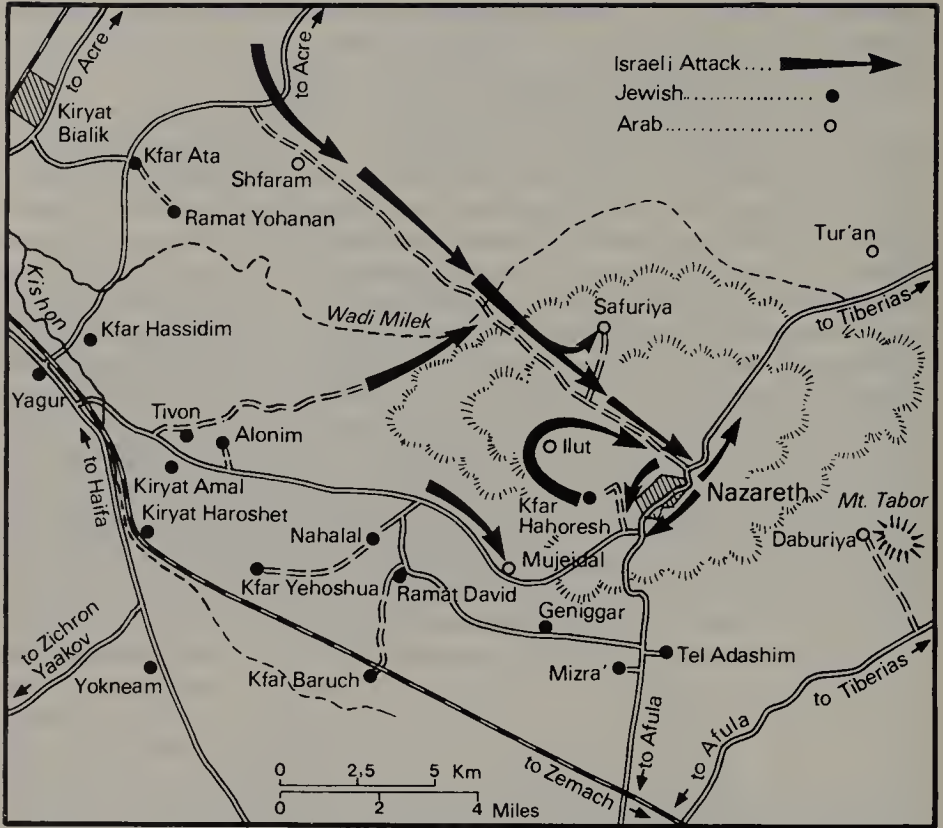 to Acre
to Acre
Israeli Attack....
Jewish..............
Arab...............
Kiryat
Bialik
Kfar Ata
Shfaram
Ramat Yohanan
Tur'an
Kishon
Safuriya
to Tiberias
Wadi Milek
Kfar Hassidim
Yagur
Tivon
Alonim
Ilut
to Haifa
Kiryat Amal
Kfar
Hahoresh
Nazareth
Mt. Tabor
Kiryat Haroshet
Nahalal
Mujeidal
Daburiya
Kfar Yehoshua
Ramat David
Geniggar
to Zichron
Yaakov
Tel Adashim
Mizra'
Yokneam
Kfar Baruch
to Tiberias
to Afula
to Afula
to Zemach
0 2,5 5 Km
0 2 4 Miles